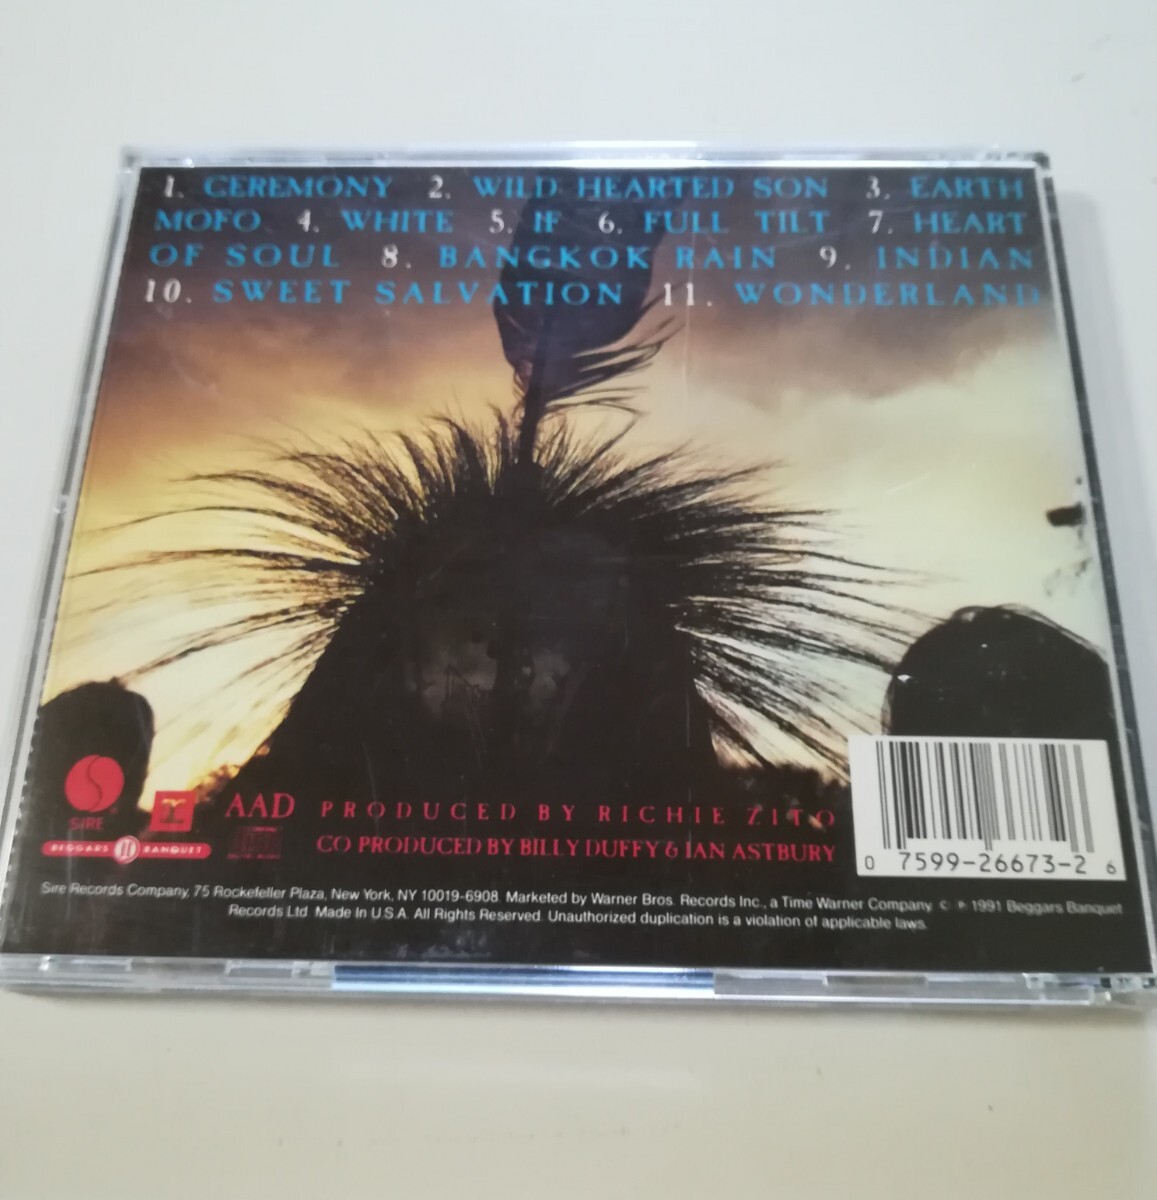 1. CEREMONY 2. WILD HEARTED SON 3. EARTH
MOFO 4. WHITE 5. IF 6. FULL TILT 7. HEART
OF SOUL 8. BANGKOK RAIN 9. INDIAN
10. SWEET SALVATION 11. WONDERLAND
SIRE
r
BEGGARS BANQUET
AAD PRODUCED BY RICHIE ZITO
CO PRODUCED BY BILLY DUFFY & IAN ASTBURY
0 7599-26673-2 6
Sire Records Company, 75 Rockefeller Plaza, New York, NY 10019-6908. Marketed by Warner Bros. Records Inc., a Time Warner Company. © ℗ 1991 Beggars Banquet
Records Ltd. Made In U.S.A. All Rights Reserved. Unauthorized duplication is a violation of applicable laws.